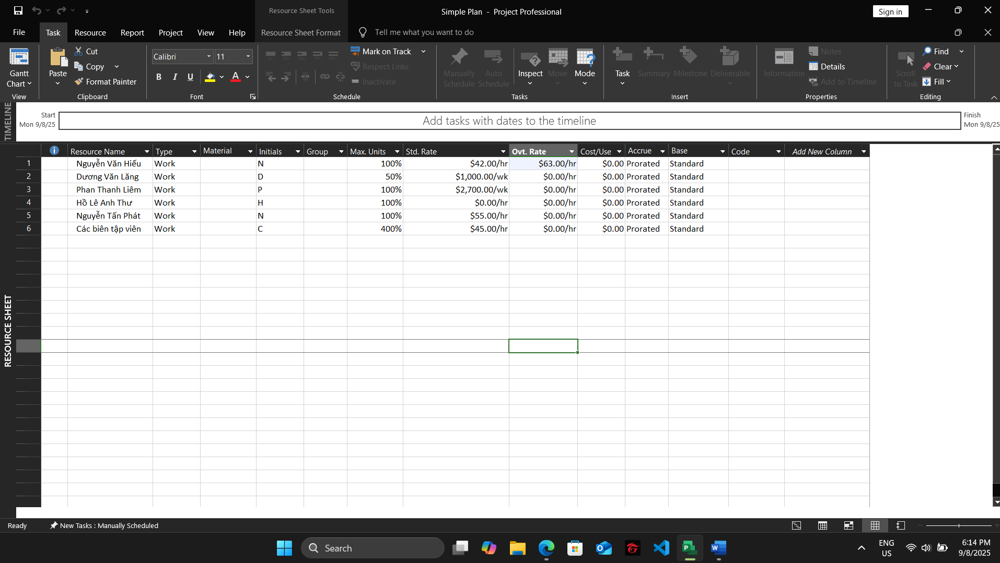 Resource Sheet Tools
Simple Plan - Project Professional
Sign in
File Task Resource Report Project View Help Resource Sheet Format Tell me what you want to do
Gantt Chart
View
Paste
Cut
Copy
Format Painter
Clipboard
Calibri 11
B I U A
Font
Mark on Track
Respect Links
Inactivate
Schedule
Manually Schedule
Auto Schedule
Inspect
Move
Mode
Tasks
Task
Summary
Milestone
Deliverable
Insert
Information
Notes
Details
Add to Timeline
Properties
Scroll to Task
Find
Clear
Fill
Editing
TIMELINE
Start
Mon 9/8/25
Add tasks with dates to the timeline
Finish
Mon 9/8/25
RESOURCE SHEET
Resource Name Type Material Initials Group Max. Units Std. Rate Ovt. Rate Cost/Use Accrue Base Code Add New Column
1 Nguyễn Văn Hiếu Work N 100% $42.00/hr $63.00/hr $0.00 Prorated Standard
2 Dương Văn Lăng Work D 50% $1,000.00/wk $0.00/hr $0.00 Prorated Standard
3 Phan Thanh Liêm Work P 100% $2,700.00/wk $0.00/hr $0.00 Prorated Standard
4 Hồ Lê Anh Thư Work H 100% $0.00/hr $0.00/hr $0.00 Prorated Standard
5 Nguyễn Tấn Phát Work N 100% $55.00/hr $0.00/hr $0.00 Prorated Standard
6 Các biên tập viên Work C 400% $45.00/hr $0.00/hr $0.00 Prorated Standard
Ready New Tasks : Manually Scheduled
Search
ENG
US
6:14 PM
9/8/2025